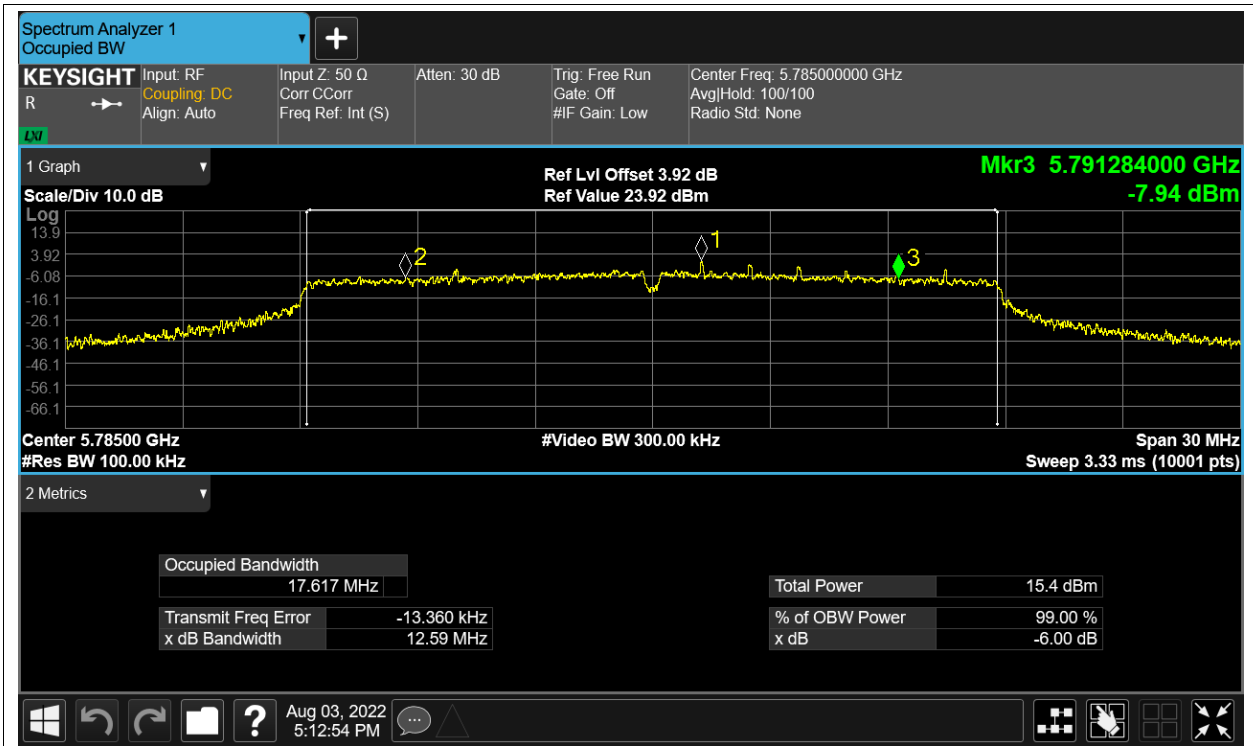 Spectrum Analyzer 1
Occupied BW
KEYSIGHT
R
LXI
Input: RF
Coupling: DC
Align: Auto
Input Z: 50 Ω
Corr CCorr
Freq Ref: Int (S)
Atten: 30 dB
Trig: Free Run
Gate: Off
#IF Gain: Low
Center Freq: 5.785000000 GHz
Avg|Hold: 100/100
Radio Std: None
1 Graph
Scale/Div 10.0 dB
Ref Lvl Offset 3.92 dB
Ref Value 23.92 dBm
Mkr3 5.791284000 GHz
-7.94 dBm
Log
13.9
3.92
-6.08
-16.1
-26.1
-36.1
-46.1
-56.1
-66.1
2
1
3
Center 5.78500 GHz
#Res BW 100.00 kHz
#Video BW 300.00 kHz
Span 30 MHz
Sweep 3.33 ms (10001 pts)
2 Metrics
Occupied Bandwidth
17.617 MHz
Transmit Freq Error -13.360 kHz
x dB Bandwidth 12.59 MHz
Total Power 15.4 dBm
% of OBW Power 99.00 %
x dB -6.00 dB
?
Aug 03, 2022
5:12:54 PM